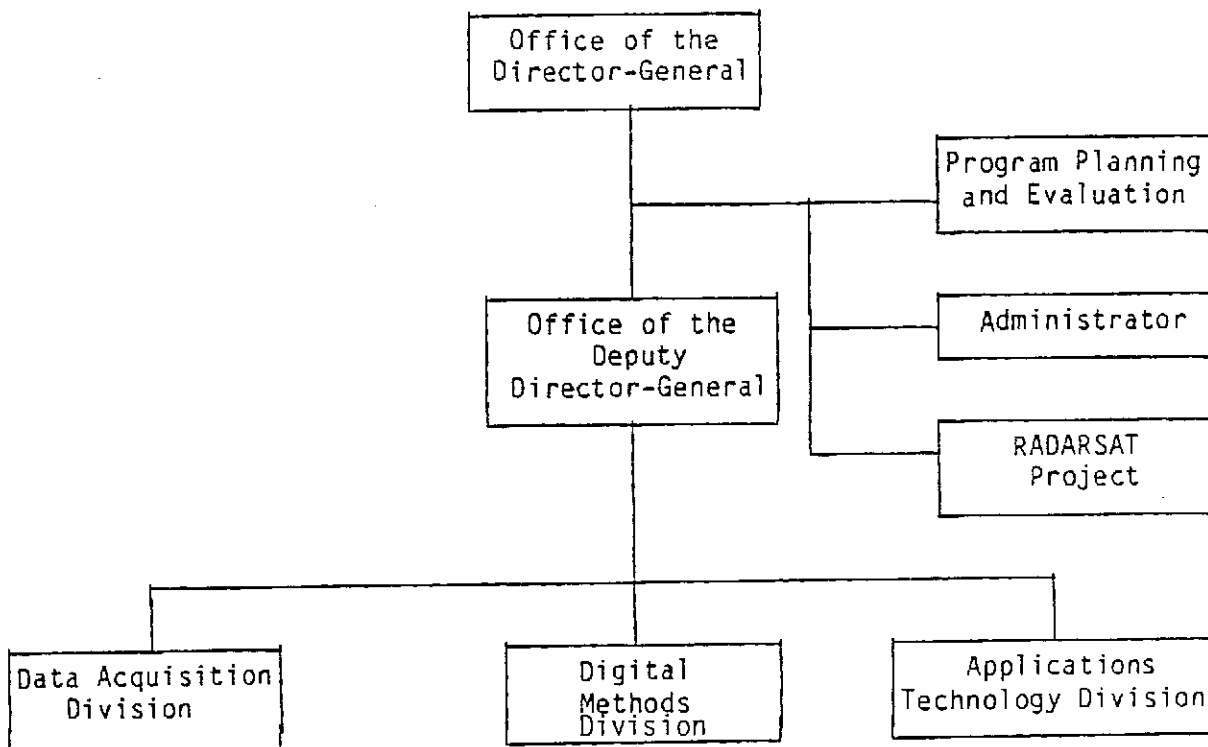 Office of the
Director-General
Program Planning
and Evaluation
Office of the
Deputy
Director-General
Administrator
RADARSAT
Project
Data Acquisition
Division
Digital
Methods
Division
Applications
Technology Division